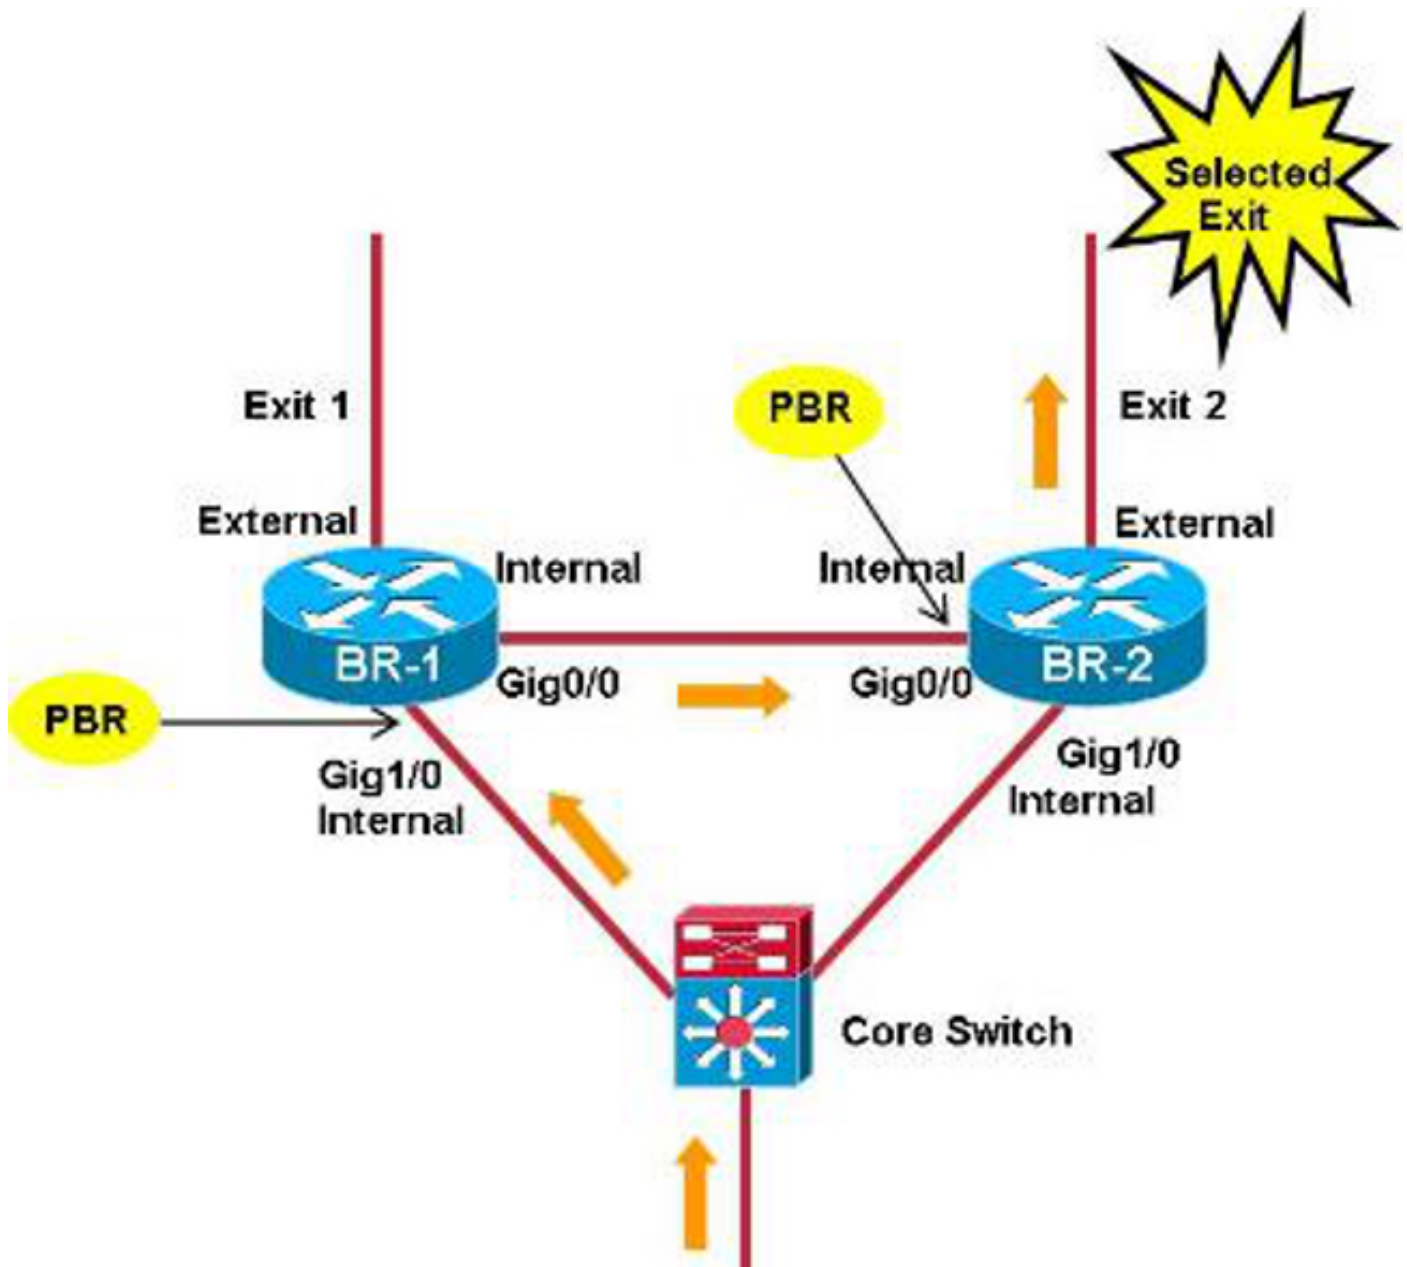 Selected
Exit
Exit 1
PBR
Exit 2
External
External
Internal
Internal
BR-1
BR-2
Gig0/0
Gig0/0
PBR
Gig1/0
Internal
Gig1/0
Internal
Core Switch